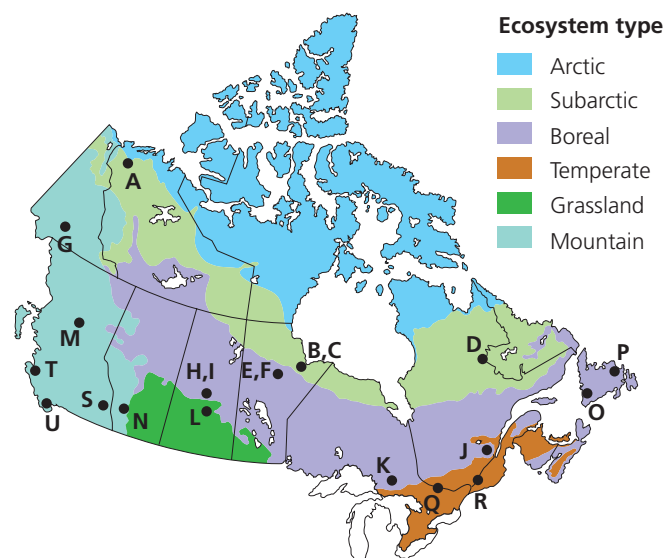 Ecosystem type
Arctic
Subarctic
Boreal
Temperate
Grassland
Mountain
A
G
M
T
U
S
N
H,I
L
E,F
B,C
D
P
O
J
K
Q
R